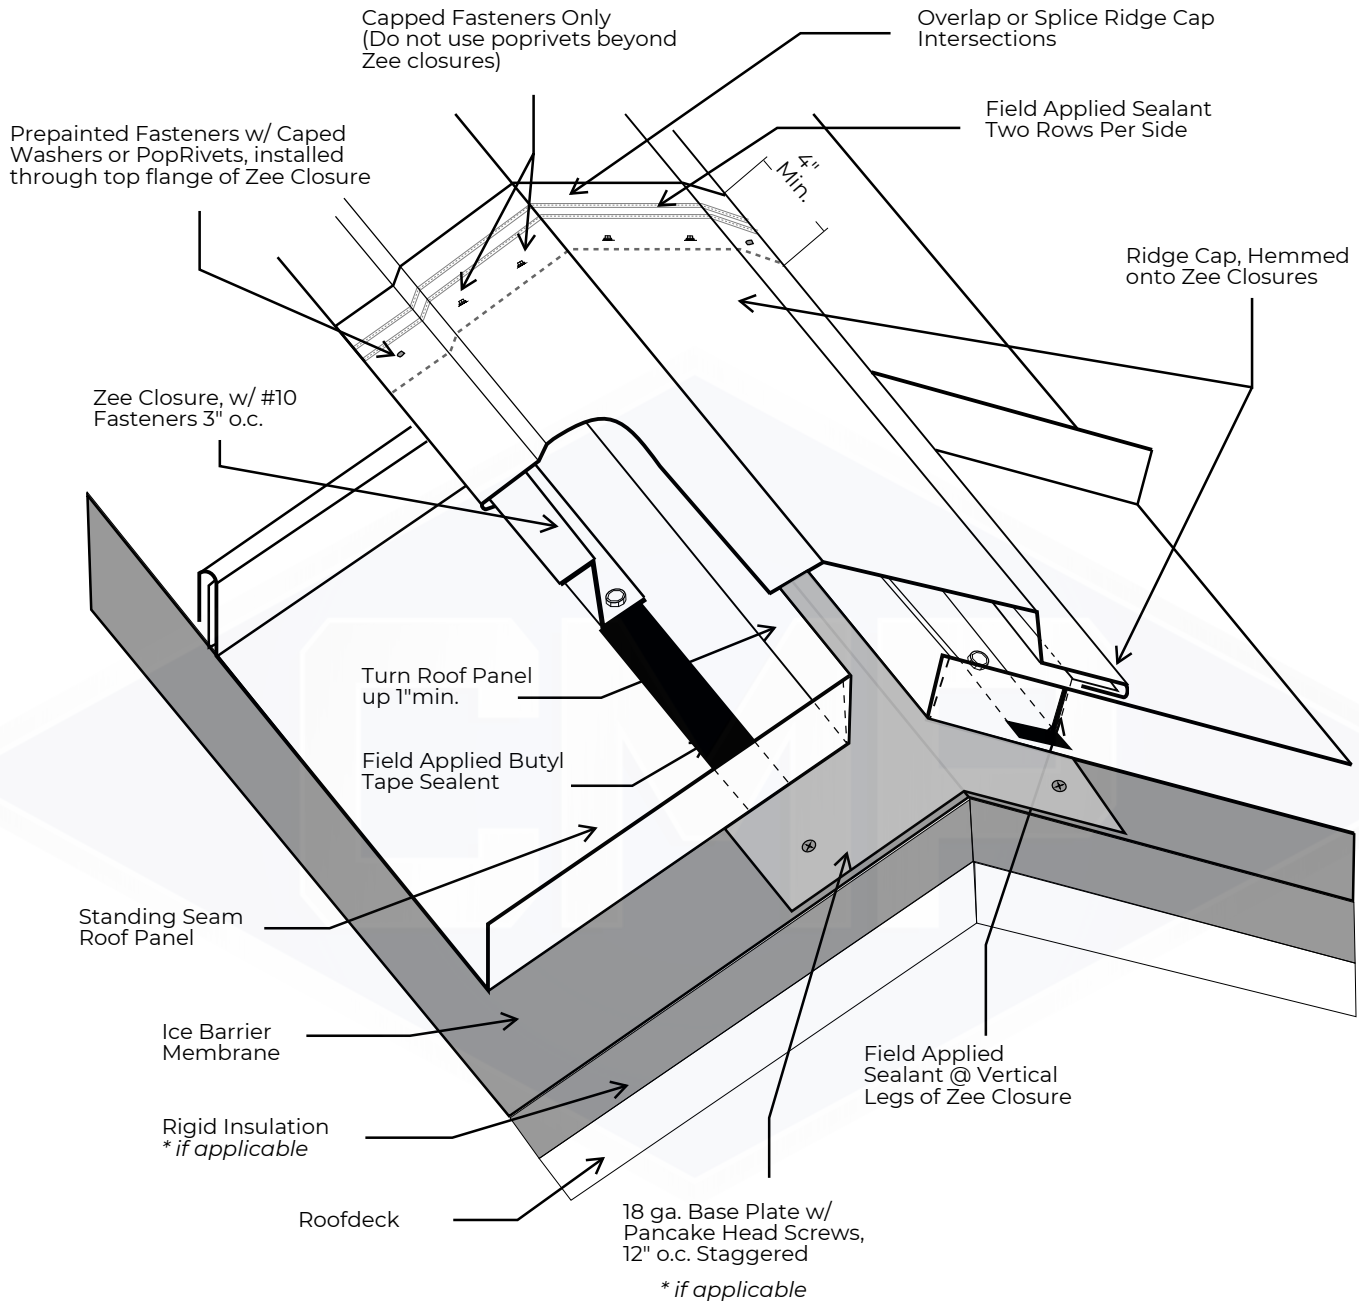 Capped Fasteners Only
(Do not use poprivets beyond
Zee closures)
Overlap or Splice Ridge Cap
Intersections
Field Applied Sealant
Two Rows Per Side
Prepainted Fasteners w/ Caped
Washers or PopRivets, installed
through top flange of Zee Closure
4"
Min.
Ridge Cap, Hemmed
onto Zee Closures
Zee Closure, w/ #10
Fasteners 3" o.c.
Turn Roof Panel
up 1"min.
Field Applied Butyl
Tape Sealent
Standing Seam
Roof Panel
Ice Barrier
Membrane
Field Applied
Sealant @ Vertical
Legs of Zee Closure
Rigid Insulation
* if applicable
Roofdeck
18 ga. Base Plate w/
Pancake Head Screws,
12" o.c. Staggered
* if applicable
CMF